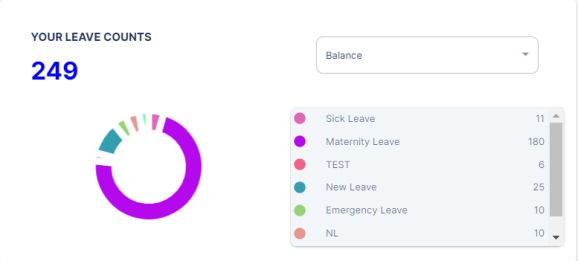 YOUR LEAVE COUNTS
249
Balance
Sick Leave 11
Maternity Leave 180
TEST 6
New Leave 25
Emergency Leave 10
NL 10